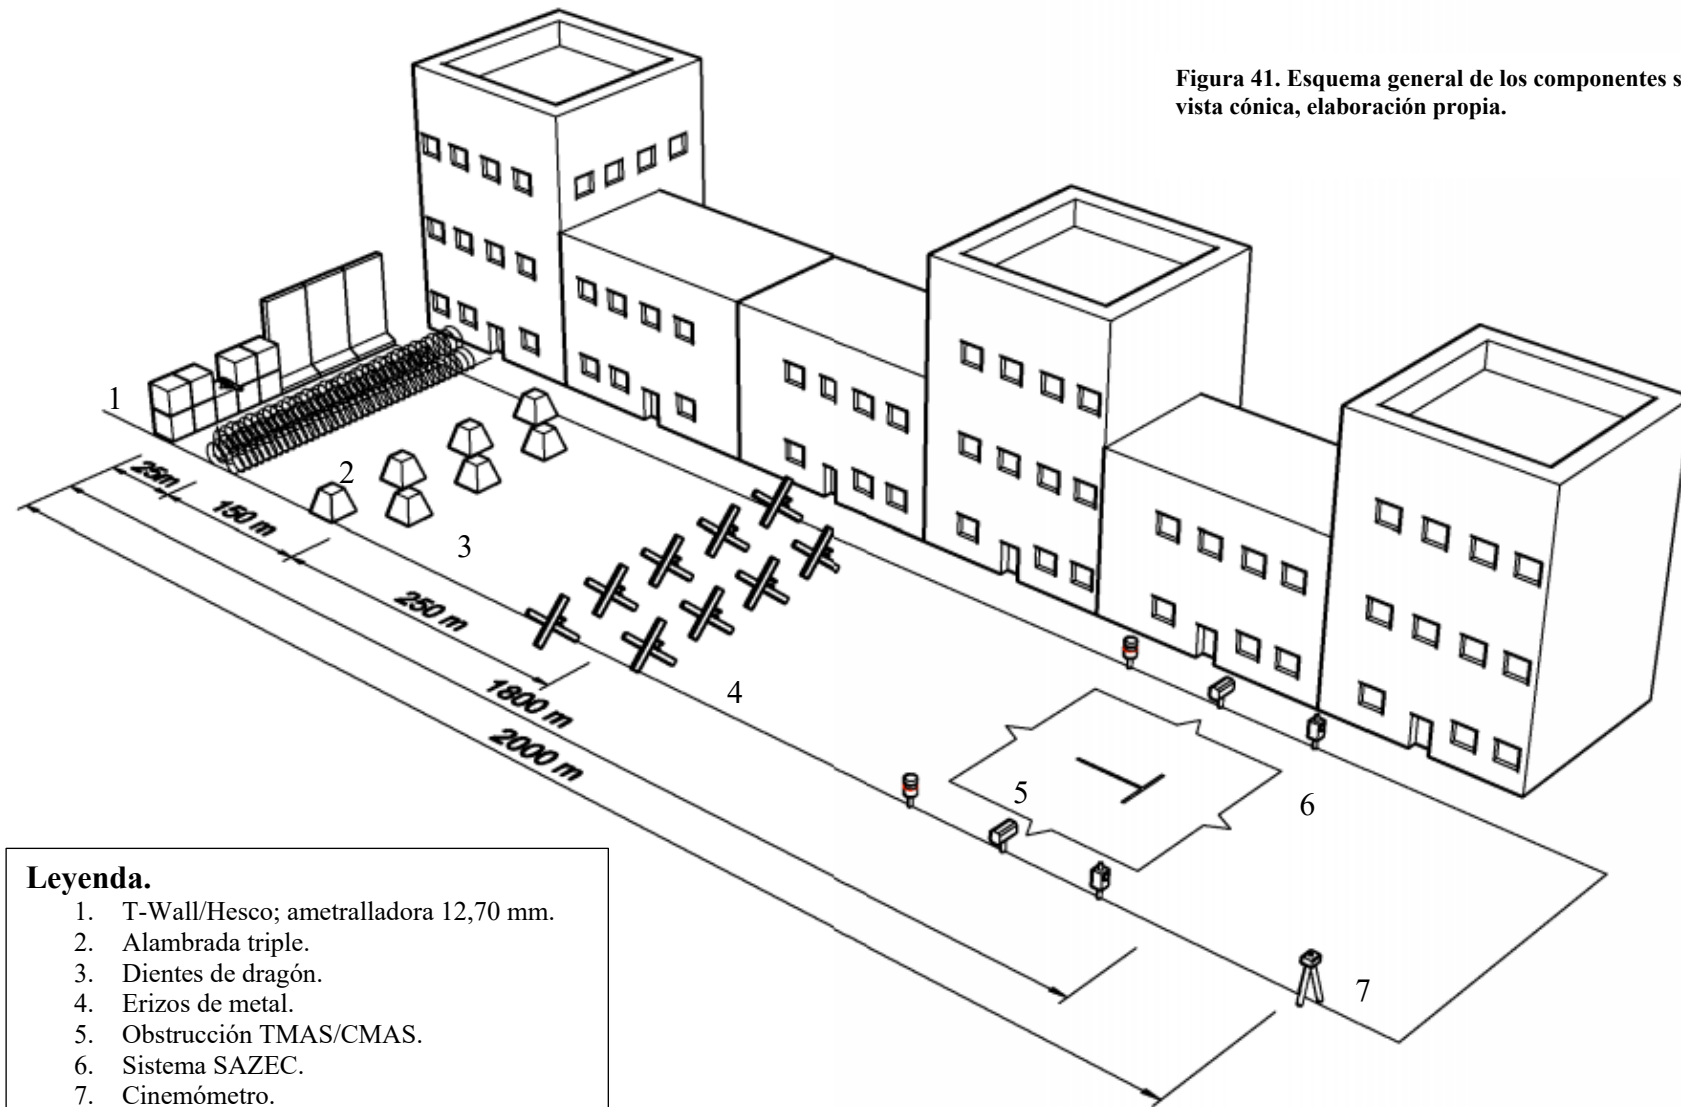 Figura 41. Esquema general de los componentes s
vista cónica, elaboración propia.
1
2
25m
150 m
3
250 m
4
1800 m
2000 m
5
6
7
Leyenda.
1. T-Wall/Hesco; ametralladora 12,70 mm.
2. Alambrada triple.
3. Dientes de dragón.
4. Erizos de metal.
5. Obstrucción TMAS/CMAS.
6. Sistema SAZEC.
7. Cinemómetro.